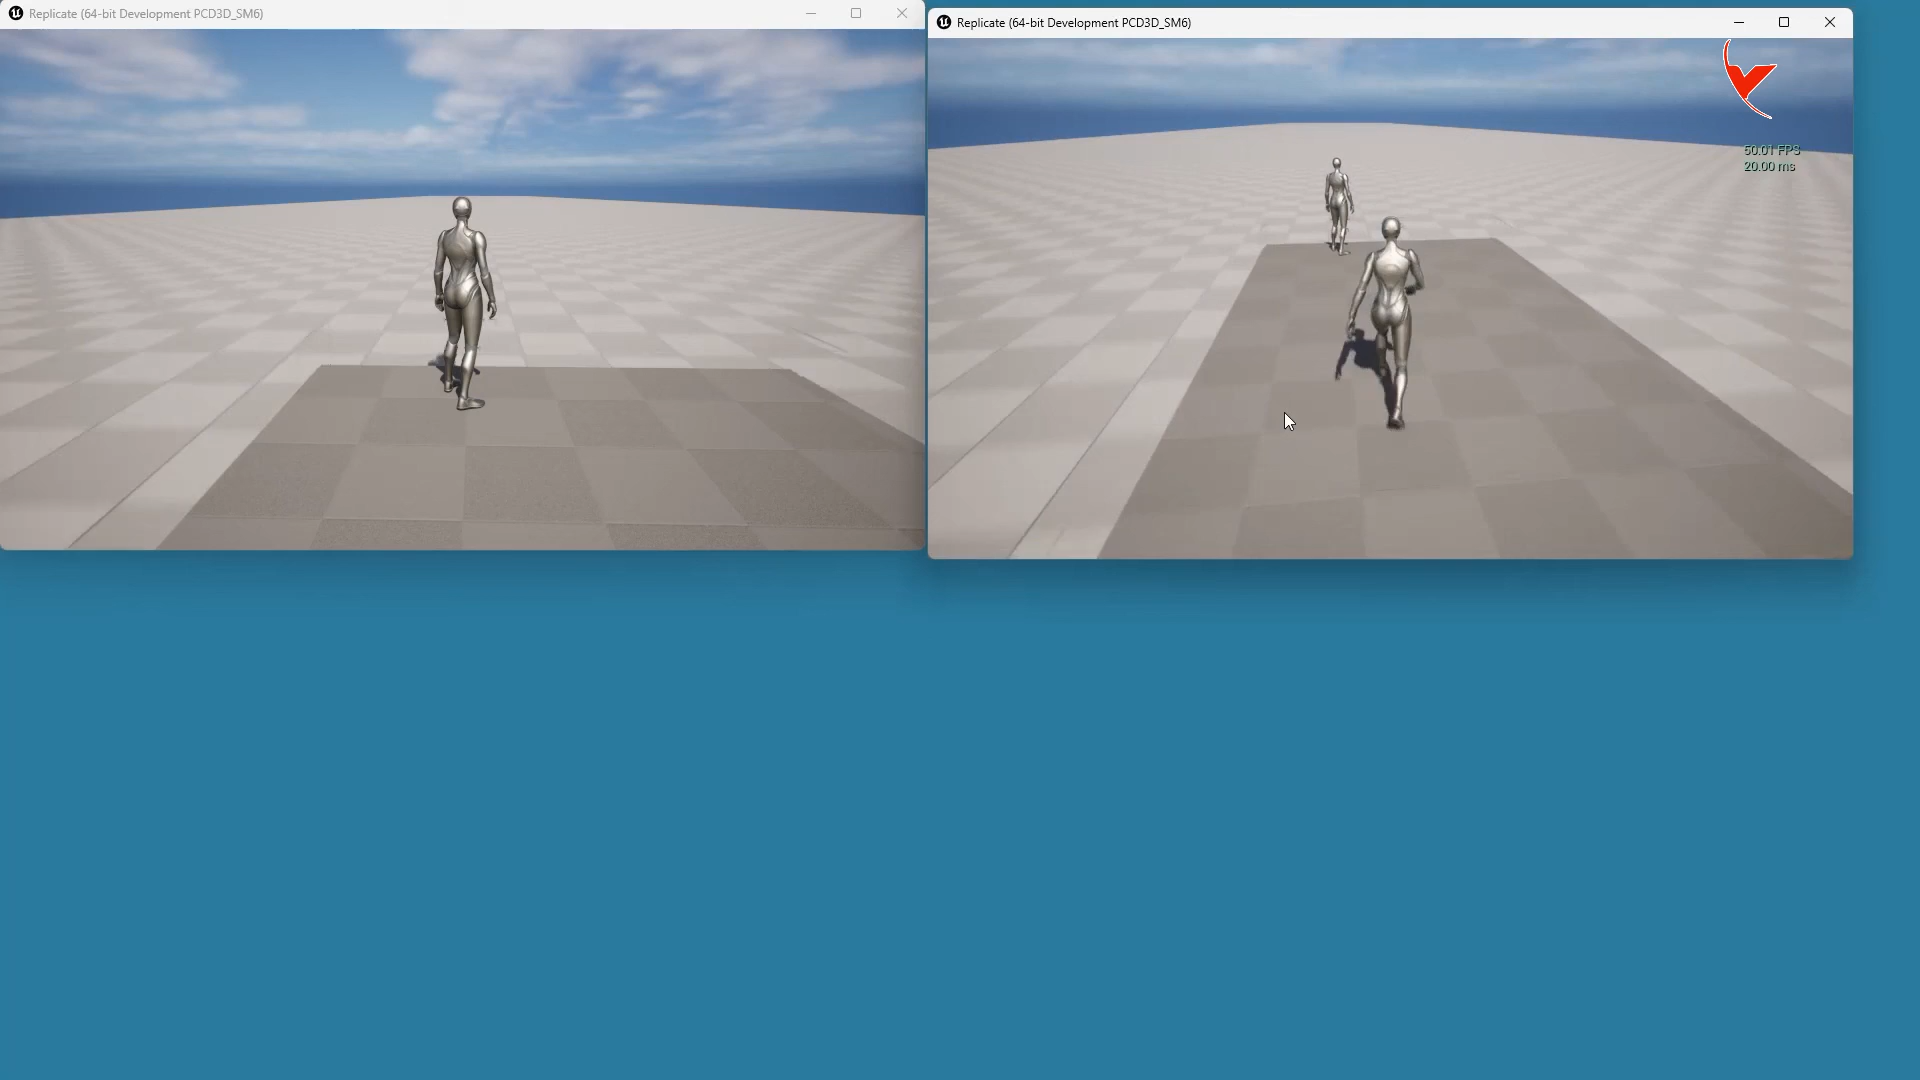 Replicate (64-bit Development PCD3D_SM6)
Replicate (64-bit Development PCD3D_SM6)
50.01 FPS
20.00 ms